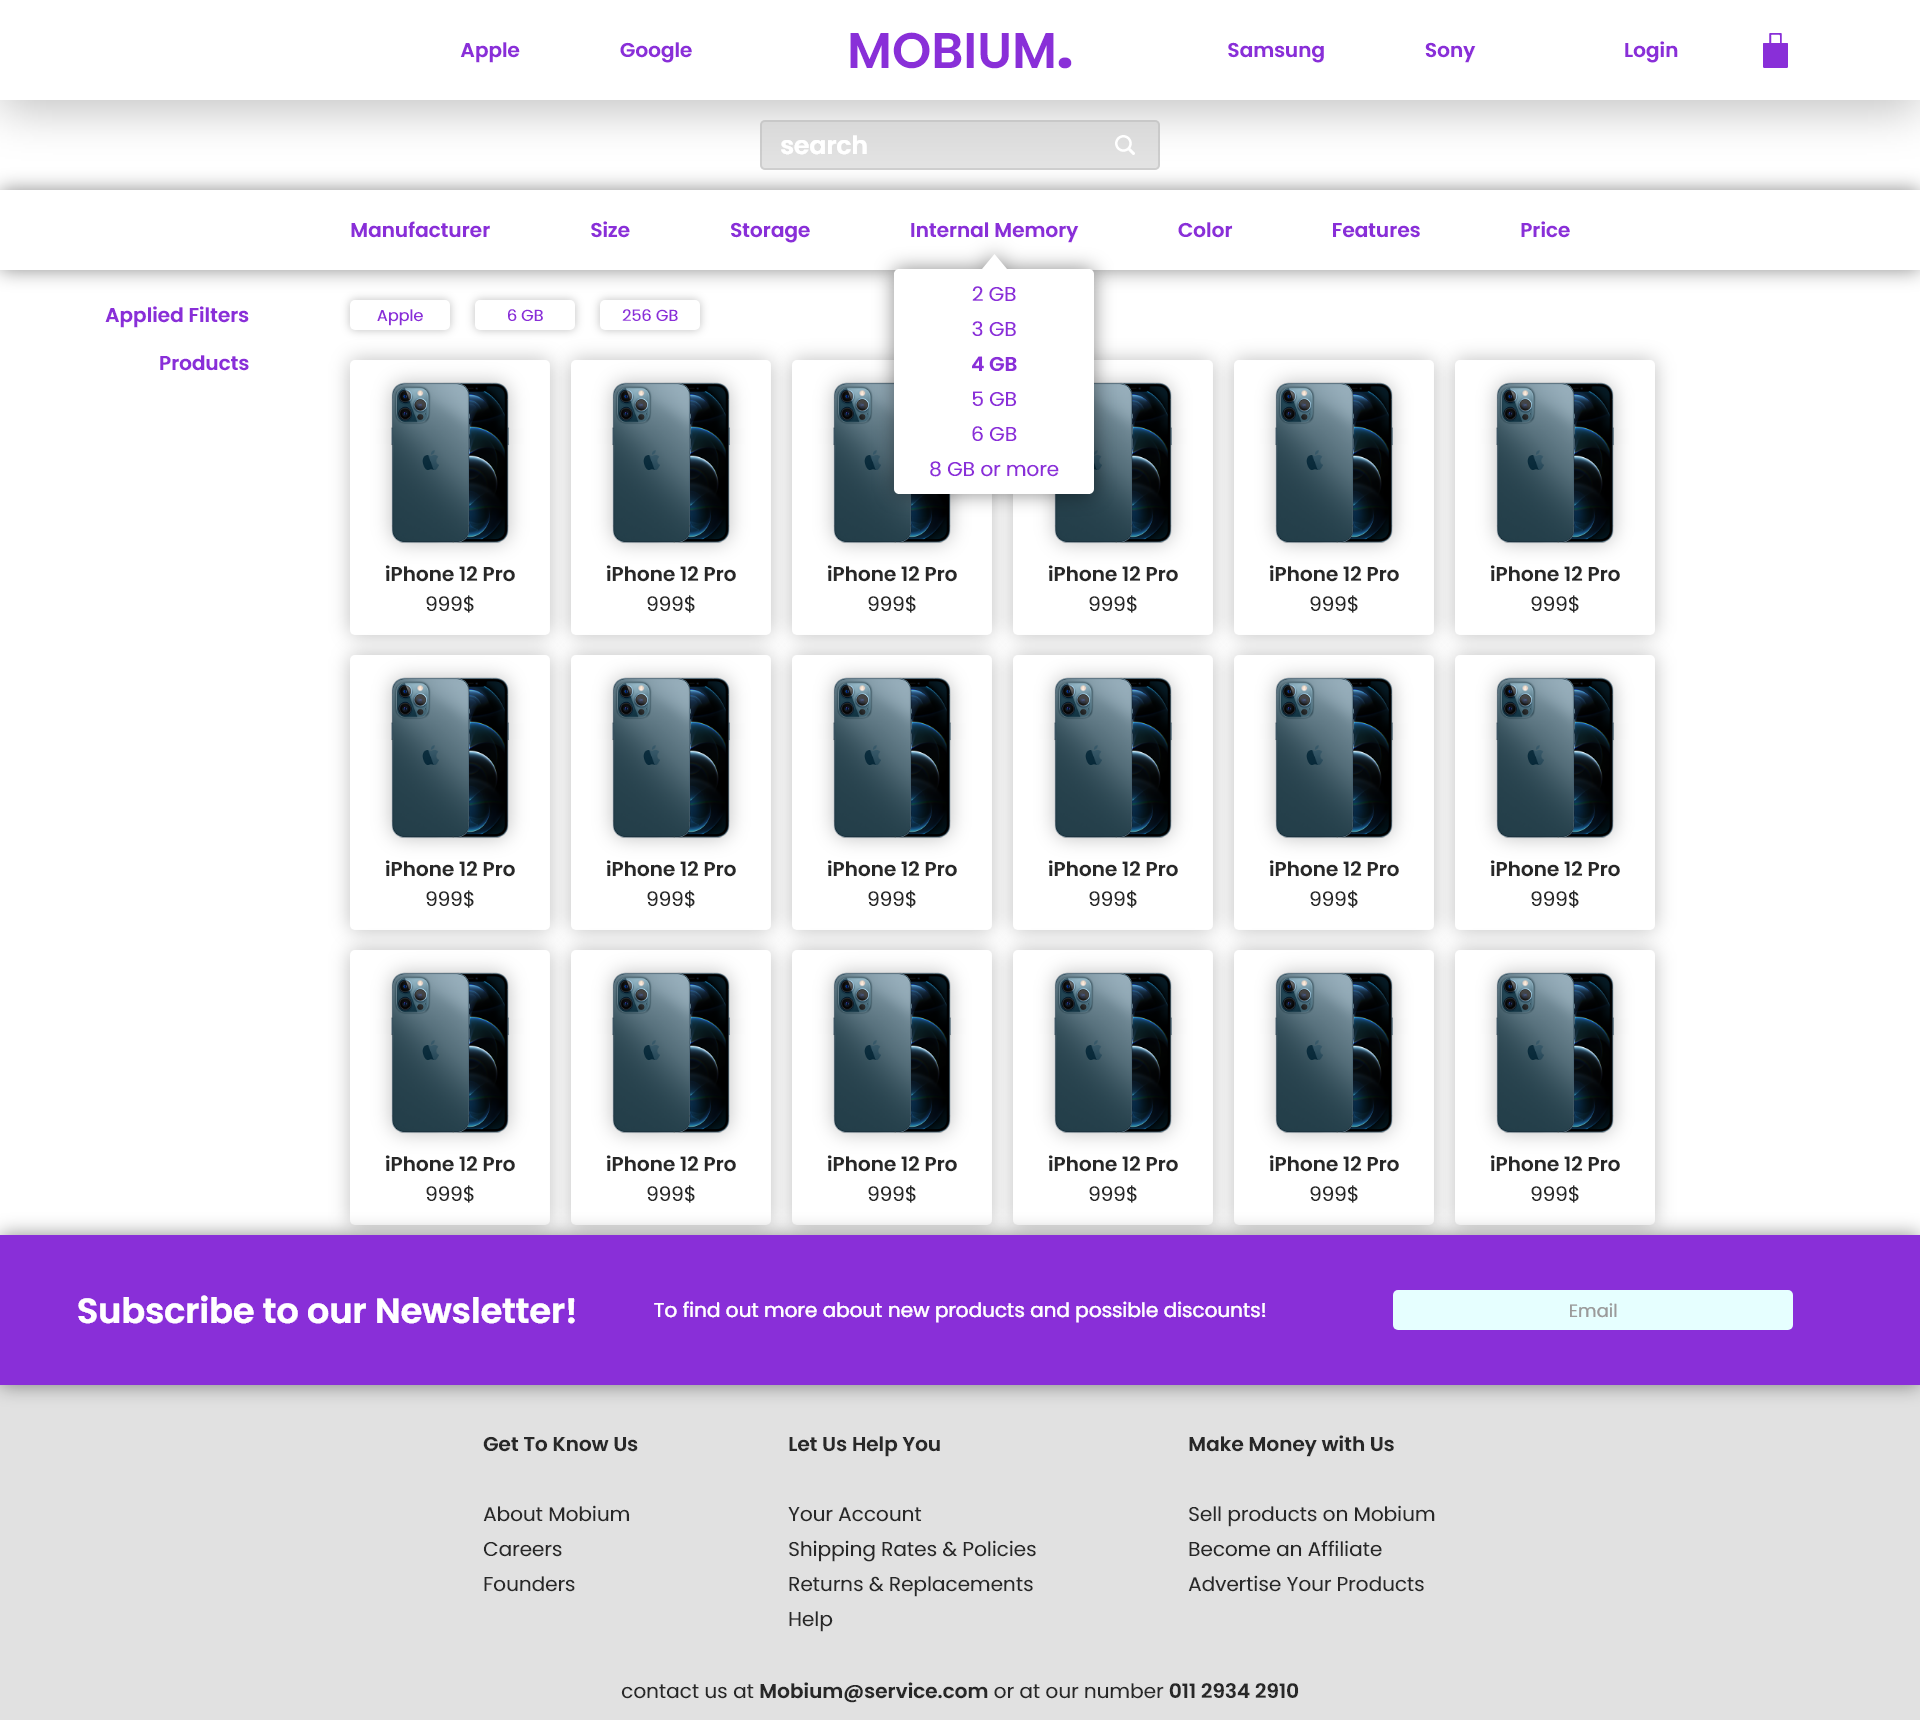 Apple Google MOBIUM. Samsung Sony Login
search
Manufacturer Size Storage Internal Memory Color Features Price
Applied Filters Apple 6 GB 256 GB
Products
2 GB
3 GB
4 GB
5 GB
6 GB
8 GB or more
iPhone 12 Pro iPhone 12 Pro iPhone 12 Pro iPhone 12 Pro iPhone 12 Pro iPhone 12 Pro
999$ 999$ 999$ 999$ 999$ 999$
iPhone 12 Pro iPhone 12 Pro iPhone 12 Pro iPhone 12 Pro iPhone 12 Pro iPhone 12 Pro
999$ 999$ 999$ 999$ 999$ 999$
iPhone 12 Pro iPhone 12 Pro iPhone 12 Pro iPhone 12 Pro iPhone 12 Pro iPhone 12 Pro
999$ 999$ 999$ 999$ 999$ 999$
Subscribe to our Newsletter! To find out more about new products and possible discounts! Email
Get To Know Us
About Mobium
Careers
Founders
Let Us Help You
Your Account
Shipping Rates & Policies
Returns & Replacements
Help
Make Money with Us
Sell products on Mobium
Become an Affiliate
Advertise Your Products
contact us at Mobium@service.com or at our number 011 2934 2910